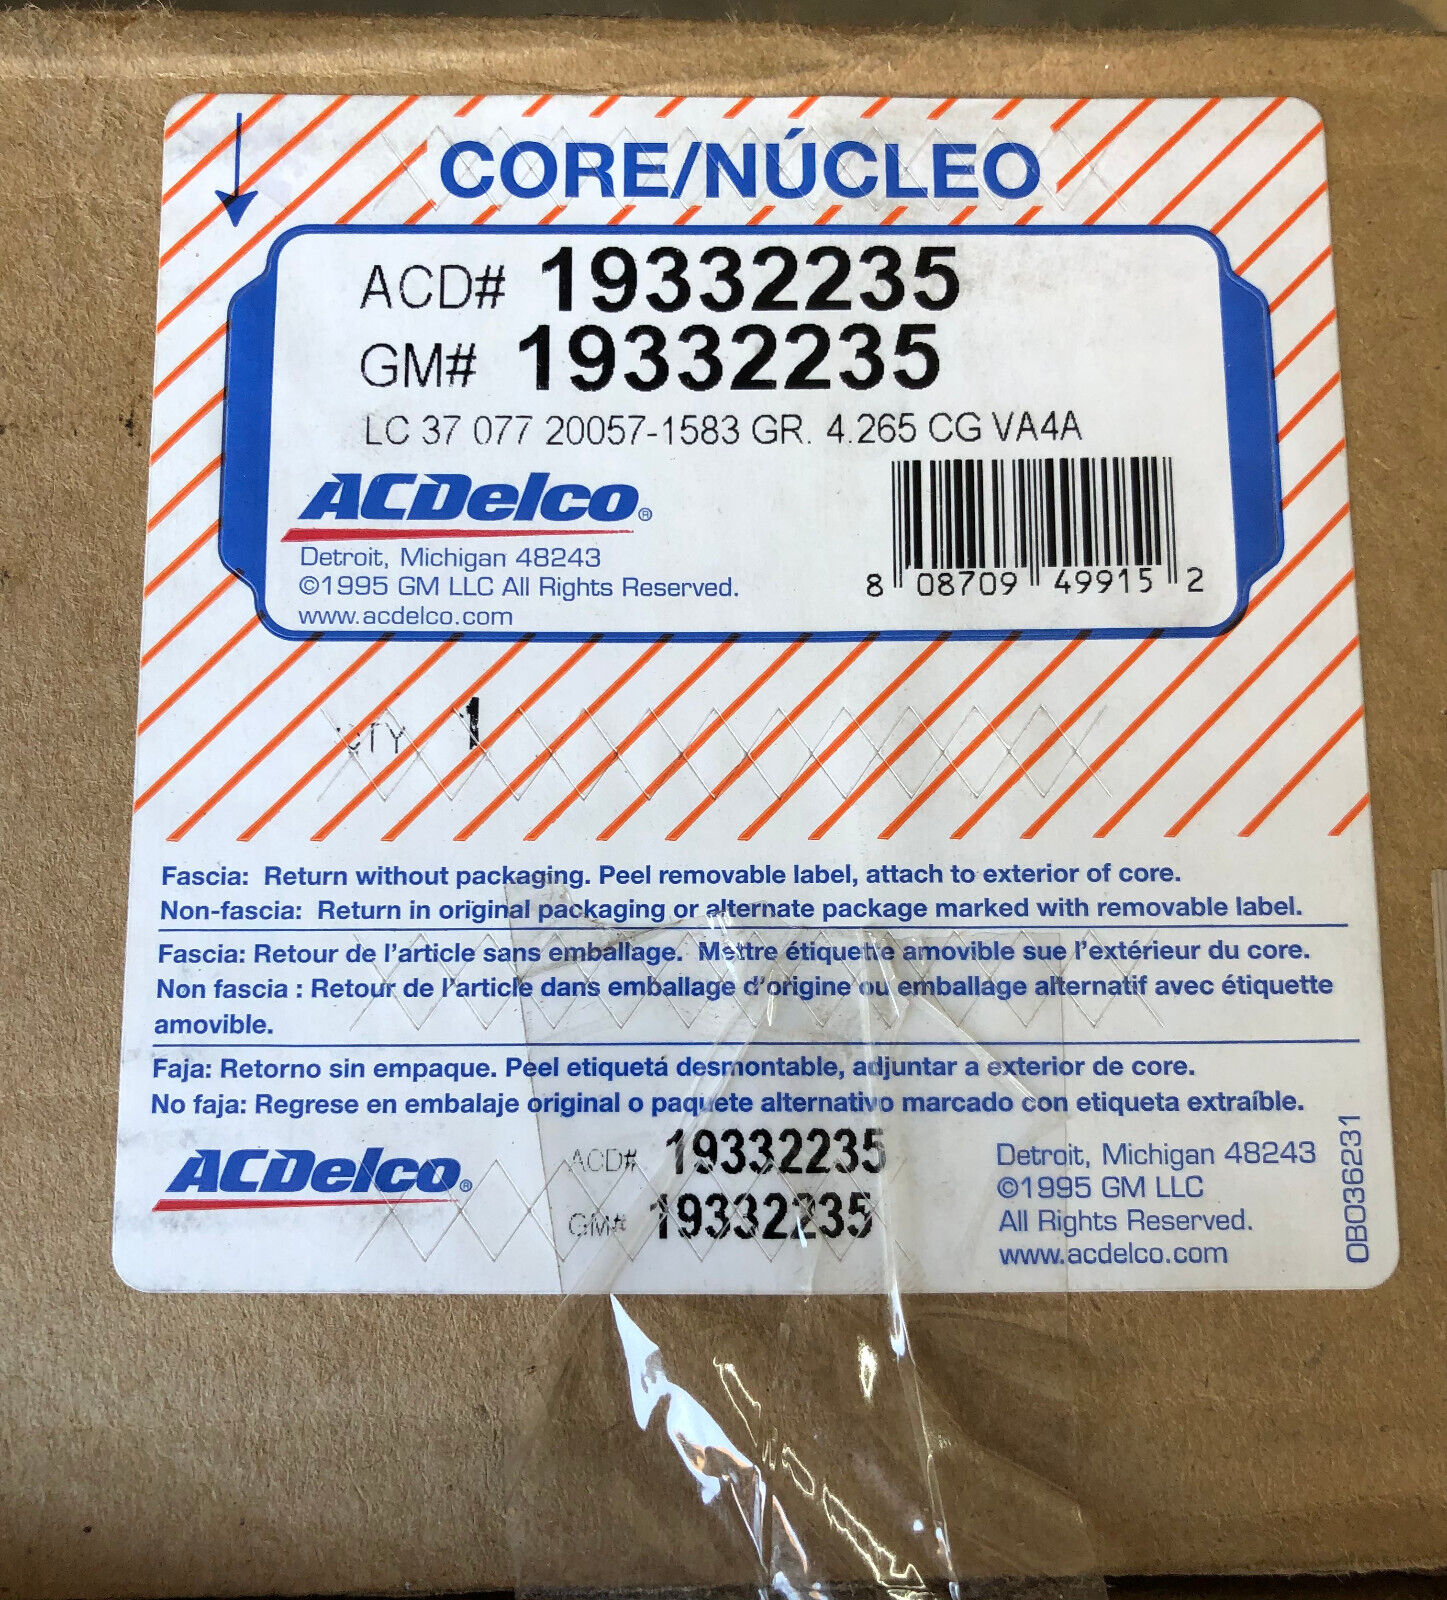 CORE/NÚCLEO
ACD# 19332235
GM# 19332235
LC 37 077 20057-1583 GR. 4.265 CG VA4A
ACDelco®
Detroit, Michigan 48243
©1995 GM LLC All Rights Reserved.
www.acdelco.com
8 08709 49915 2
QTY 1
Fascia: Return without packaging. Peel removable label, attach to exterior of core.
Non-fascia: Return in original packaging or alternate package marked with removable label.
Fascia: Retour de l'article sans emballage. Mettre étiquette amovible sue l'extérieur du core.
Non fascia : Retour de l'article dans emballage d'origine ou emballage alternatif avec étiquette
amovible.
Faja: Retorno sin empaque. Peel etiquetá desmontable, adjuntar a exterior de core.
No faja: Regrese en embalaje original o paquete alternativo marcado con etiqueta extraíble.
ACDelco®
ACD# 19332235
GM# 19332235
Detroit, Michigan 48243
©1995 GM LLC
All Rights Reserved.
www.acdelco.com
OB036231